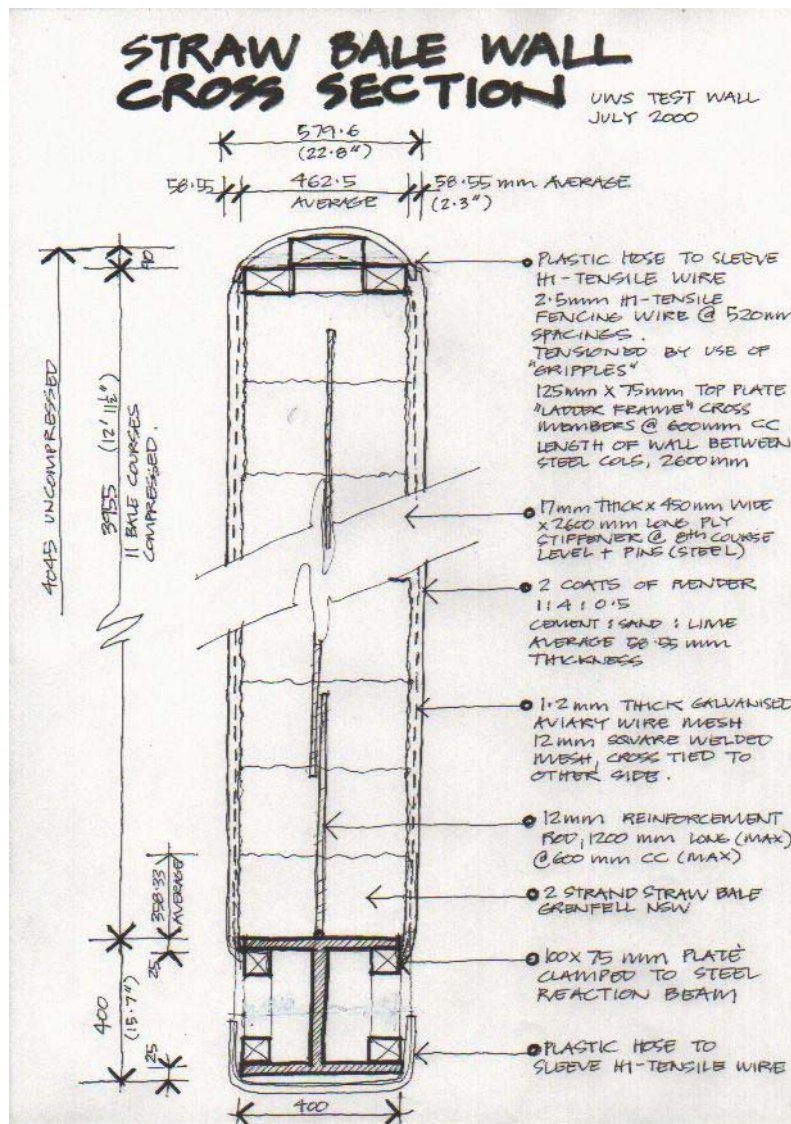 STRAW BALE WALL
CROSS SECTION
UWS TEST WALL
JULY 2000
579.6
(22.8")
58.55
462.5
AVERAGE
58.55 mm AVERAGE
(2.3")
90
4045 UNCOMPRESSED
3955 (12' 11½")
11 BALE COURSES
COMPRESSED.
PLASTIC HOSE TO SLEEVE
HI-TENSILE WIRE
2.5mm HI-TENSILE
FENCING WIRE @ 520mm
SPACINGS.
TENSIONED BY USE OF
"GRIPPLES"
125mm X 75mm TOP PLATE
"LADDER FRAME" CROSS
MEMBERS @ 600mm CC
LENGTH OF WALL BETWEEN
STEEL COLS, 2600mm
17mm THICK x 450mm WIDE
x 2600 mm LONG PLY
STIFFENER @ 8th COURSE
LEVEL + PINS (STEEL)
2 COATS OF RENDER
1:4:0.5
CEMENT : SAND : LIME
AVERAGE 58.55 mm
THICKNESS
1.2mm THICK GALVANISED
AVIARY WIRE MESH
12mm SQUARE WELDED
MESH, CROSS TIED TO
OTHER SIDE.
12mm REINFORCEMENT
ROD, 1200 mm LONG (MAX)
@ 600 mm CC (MAX)
358.33
AVERAGE
2 STRAND STRAW BALE
GRENFELL NSW
25
100x 75 mm PLATE
CLAMPED TO STEEL
REACTION BEAM
400
(15.7")
25
PLASTIC HOSE TO
SLEEVE HI-TENSILE WIRE
400